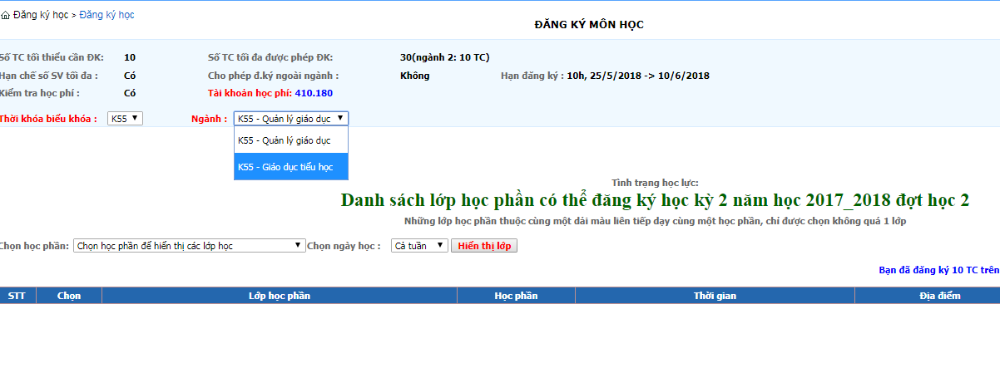 Đăng ký học > Đăng ký học
ĐĂNG KÝ MÔN HỌC
Số TC tối thiểu cần ĐK: 10 Số TC tối đa được phép ĐK: 30(ngành 2: 10 TC)
Hạn chế số SV tối đa : Có Cho phép đ.ký ngoài ngành : Không Hạn đăng ký : 10h, 25/5/2018 -> 10/6/2018
Kiểm tra học phí : Có Tài khoản học phí: 410.180
Thời khóa biểu khóa : K55 Ngành : K55 - Quản lý giáo dục
K55 - Quản lý giáo dục
K55 - Giáo dục tiểu học
Tình trạng học lực:
Danh sách lớp học phần có thể đăng ký học kỳ 2 năm học 2017_2018 đợt học 2
Những lớp học phần thuộc cùng một dải màu liên tiếp dạy cùng một học phần, chỉ được chọn không quá 1 lớp
Chọn học phần: Chọn học phần để hiển thị các lớp học Chọn ngày học : Cả tuần Hiển thị lớp
Bạn đã đăng ký 10 TC trên
STT Chọn Lớp học phần Học phần Thời gian Địa điểm